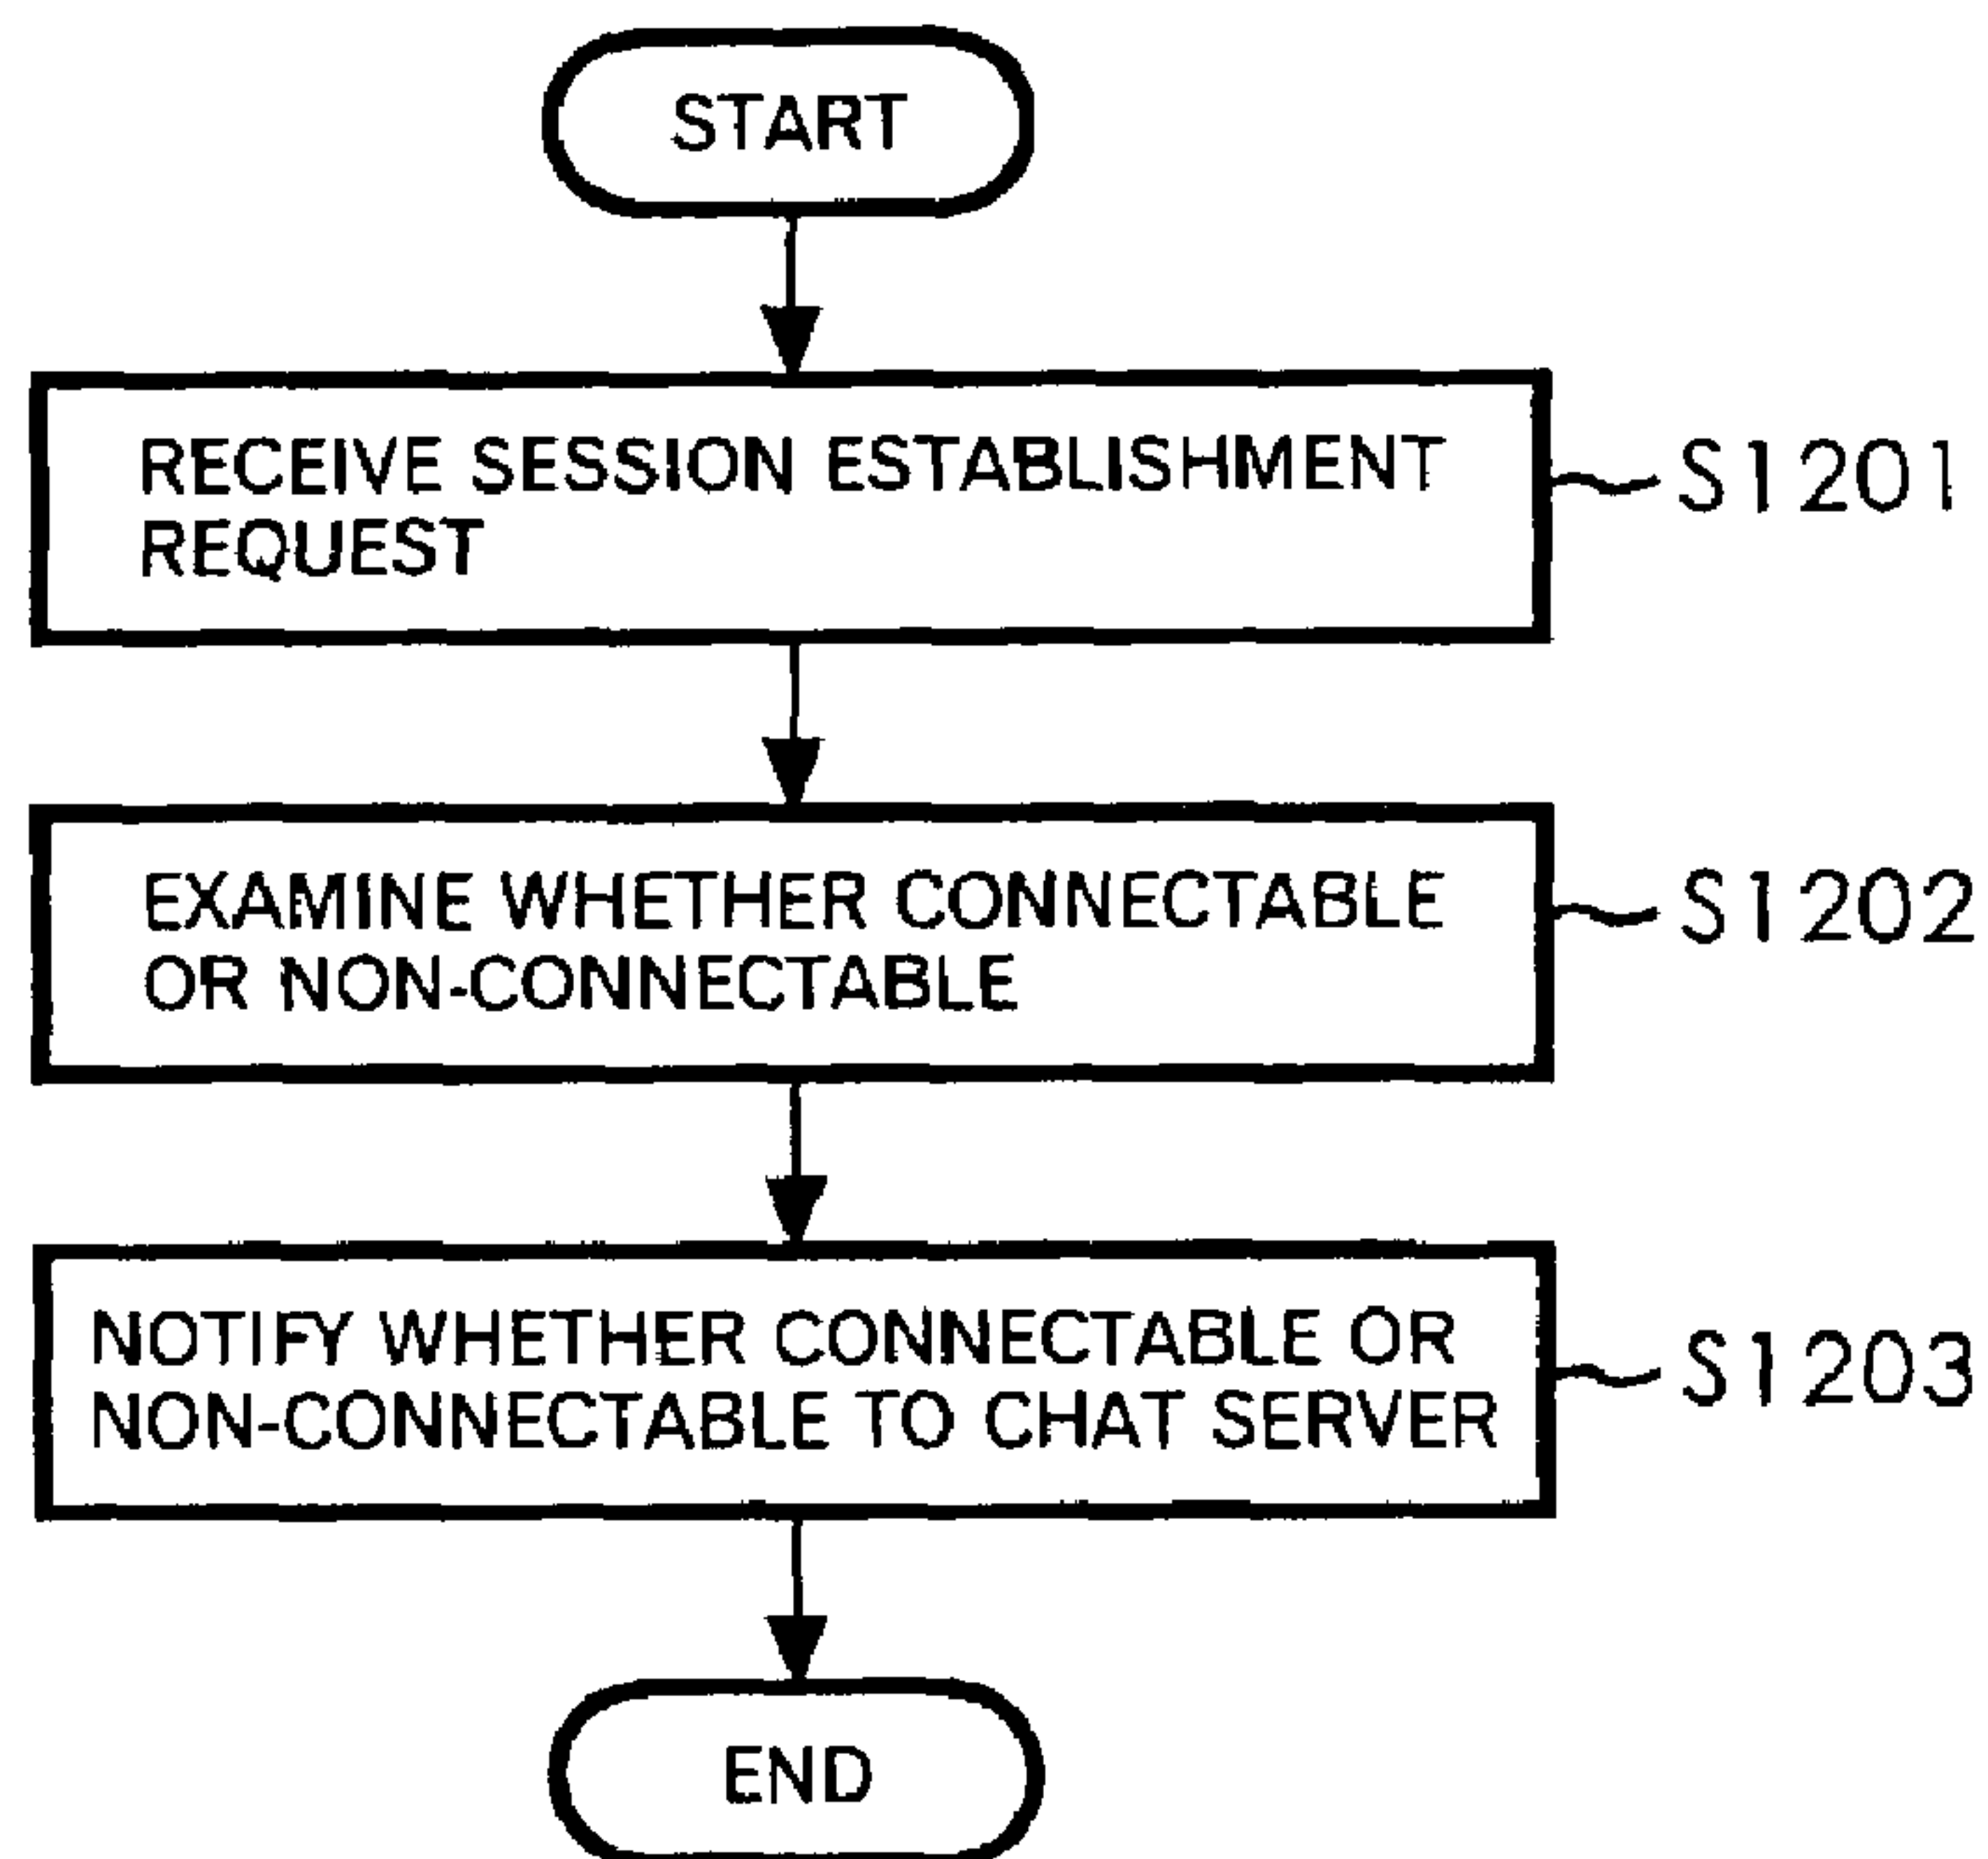 START
RECEIVE SESSION ESTABLISHMENT
REQUEST
S1201
EXAMINE WHETHER CONNECTABLE
OR NON-CONNECTABLE
S1202
NOTIFY WHETHER CONNECTABLE OR
NON-CONNECTABLE TO CHAT SERVER
S1203
END